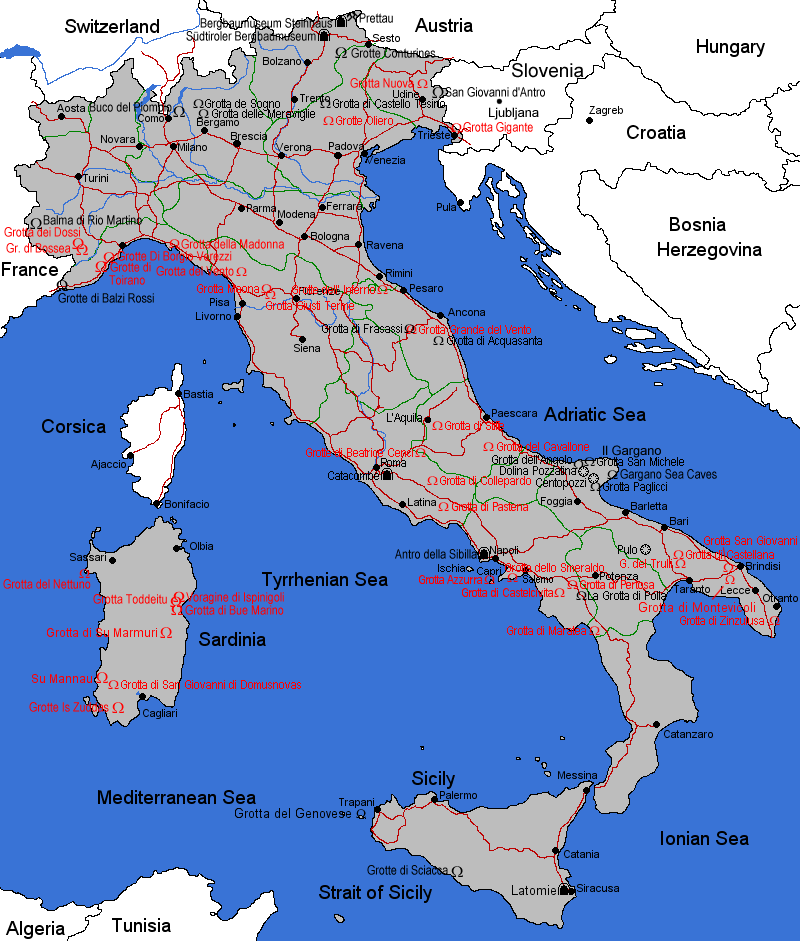 Switzerland
Austria
Hungary
Slovenia
Croatia
Bosnia
Herzegovina
France
Corsica
Adriatic Sea
Tyrrhenian Sea
Sardinia
Sicily
Mediterranean Sea
Ionian Sea
Strait of Sicily
Algeria
Tunisia
Bergbaumuseum Steinhaus
Prettau
Südtiroler Bergbaumuseum
Sesto
Grotte Conturines
Bolzano
Grotta Nuova
San Giovanni d'Antro
Udine
Ljubljana
Zagreb
Aosta
Buco del Piombo
Como
Grotta de Sogno
Grotta delle Meraviglie
Trento
Grotta di Castello Tesino
Bergamo
Grotte Oliero
Trieste
Grotta Gigante
Novara
Milano
Brescia
Verona
Padova
Venezia
Turini
Pula
Parma
Ferrara
Modena
Balma di Rio Martino
Grotta dei Dossi
Gr. di Bossea
Bologna
Ravena
Grotta della Madonna
Grotte Di Borgio Verezzi
Grotte di
Toirano
Grotta del Vento
Rimini
Grotte di Balzi Rossi
Grotta Maona
Grotta dell' Inferno
Firenze
Pesaro
Pisa
Grotta Giusti Terme
Livorno
Ancona
Grotta di Frasassi
Grotta Grande del Vento
Siena
Grotta di Acquasanta
Bastia
Ajaccio
Bonifacio
L'Aquila
Paescara
Grotta di Beatrice Cenci
Roma
Catacombe
Grotta del Cavallone
Il Gargano
Grotta dell'Angelo
Grotta San Michele
Dolina Pozzatina
Gargano Sea Caves
Centopozzi
Grotta Paglicci
Grotta di Collepardo
Latina
Grotta di Pastena
Foggia
Barletta
Bari
Olbia
Sassari
Antro della Sibilla
Napoli
Ischia
Capri
Grotta Azzurra
Grotta dello Smeraldo
Salerno
Potenza
Pulo
G. del Trulli
Grotta San Giovanni
Grotta di Castellana
Brindisi
Grotta di Pertosa
Grotta di Castelcivita
La Grotta di Polla
Taranto
Lecce
Otranto
Grotta di Montevicoli
Grotta di Zinzulusa
Grotta di Maratea
Grotta del Nettuno
Grotta Toddeitu
Voragine di Ispinigoli
Grotta di Bue Marino
Grotta di Su Marmuri
Su Mannau
Grotta di San Giovanni di Domusnovas
Grotte Is Zuddas
Cagliari
Catanzaro
Messina
Palermo
Trapani
Grotta del Genovese
Catania
Grotte di Sciacca
Latomie
Siracusa